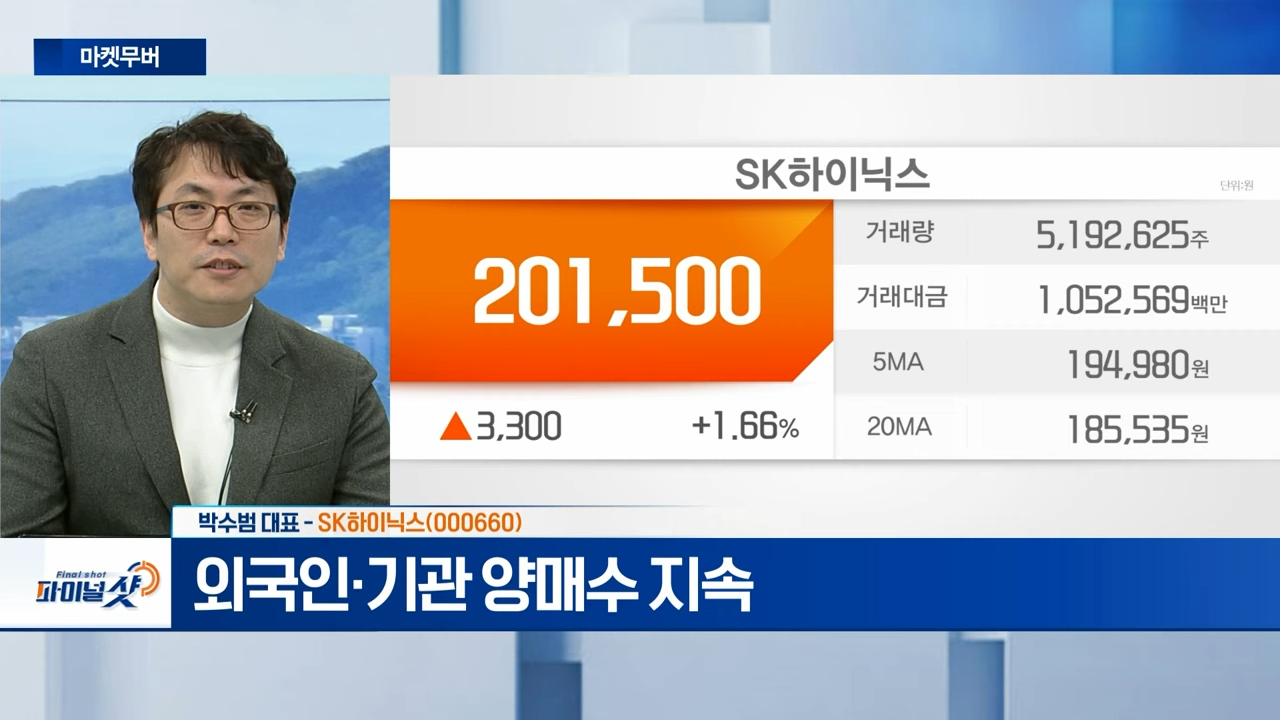 마켓무버
SK하이닉스
단위:원
201,500
▲3,300 +1.66%
거래량 5,192,625주
거래대금 1,052,569백만
5MA 194,980원
20MA 185,535원
박수범 대표 - SK하이닉스(000660)
Final shot
파이널샷
외국인·기관 양매수 지속